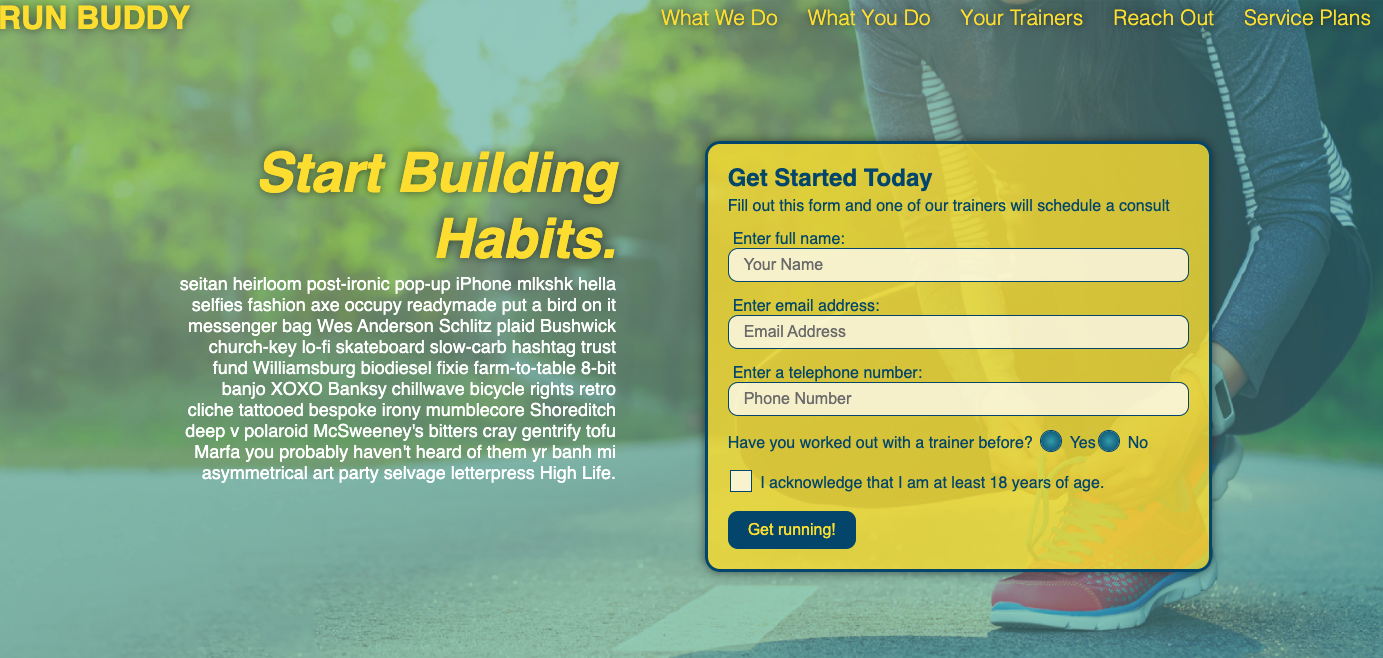 RUN BUDDY
What We Do What You Do Your Trainers Reach Out Service Plans
Start Building
Habits.
seitan heirloom post-ironic pop-up iPhone mlkshk hella
selfies fashion axe occupy readymade put a bird on it
messenger bag Wes Anderson Schlitz plaid Bushwick
church-key lo-fi skateboard slow-carb hashtag trust
fund Williamsburg biodiesel fixie farm-to-table 8-bit
banjo XOXO Banksy chillwave bicycle rights retro
cliche tattooed bespoke irony mumblecore Shoreditch
deep v polaroid McSweeney's bitters cray gentrify tofu
Marfa you probably haven't heard of them yr banh mi
asymmetrical art party selvage letterpress High Life.
Get Started Today
Fill out this form and one of our trainers will schedule a consult
Enter full name:
Your Name
Enter email address:
Email Address
Enter a telephone number:
Phone Number
Have you worked out with a trainer before? Yes No
I acknowledge that I am at least 18 years of age.
Get running!